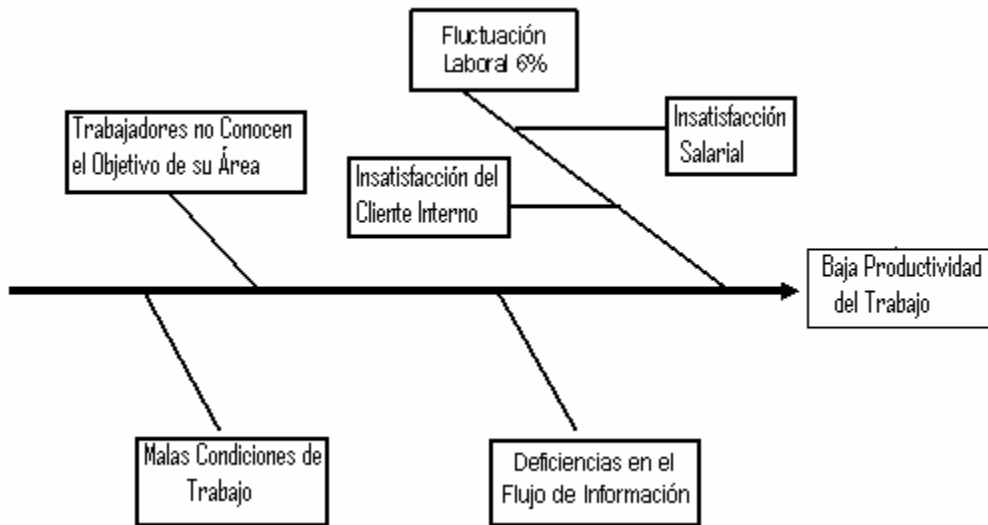 Fluctuación
Laboral 6%
Trabajadores no Conocen
el Objetivo de su Área
Insatisfacción
Salarial
Insatisfacción del
Cliente Interno
Baja Productividad
del Trabajo
Malas Condiciones de
Trabajo
Deficiencias en el
Flujo de Información